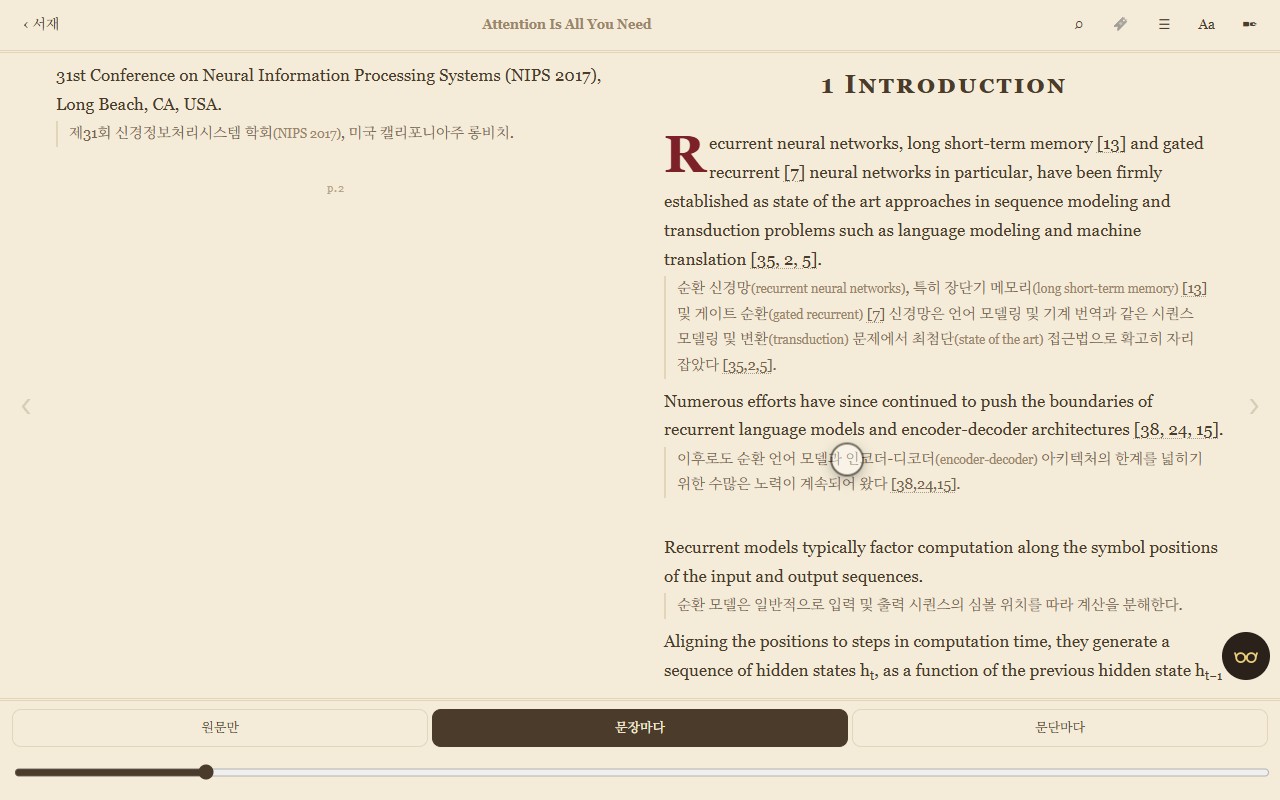 ‹ 서재
Attention Is All You Need
Aa
31st Conference on Neural Information Processing Systems (NIPS 2017),
Long Beach, CA, USA.
제31회 신경정보처리시스템 학회(NIPS 2017), 미국 캘리포니아주 롱비치.
p.2
1 INTRODUCTION
Recurrent neural networks, long short-term memory [13] and gated
recurrent [7] neural networks in particular, have been firmly
established as state of the art approaches in sequence modeling and
transduction problems such as language modeling and machine
translation [35, 2, 5].
순환 신경망(recurrent neural networks), 특히 장단기 메모리(long short-term memory) [13]
및 게이트 순환(gated recurrent) [7] 신경망은 언어 모델링 및 기계 번역과 같은 시퀀스
모델링 및 변환(transduction) 문제에서 최첨단(state of the art) 접근법으로 확고히 자리
잡았다 [35,2,5].
Numerous efforts have since continued to push the boundaries of
recurrent language models and encoder-decoder architectures [38, 24, 15].
이후로도 순환 언어 모델과 인코더-디코더(encoder-decoder) 아키텍처의 한계를 넓히기
위한 수많은 노력이 계속되어 왔다 [38,24,15].
Recurrent models typically factor computation along the symbol positions
of the input and output sequences.
순환 모델은 일반적으로 입력 및 출력 시퀀스의 심볼 위치를 따라 계산을 분해한다.
Aligning the positions to steps in computation time, they generate a
sequence of hidden states ht, as a function of the previous hidden state ht−1
원문만
문장마다
문단마다